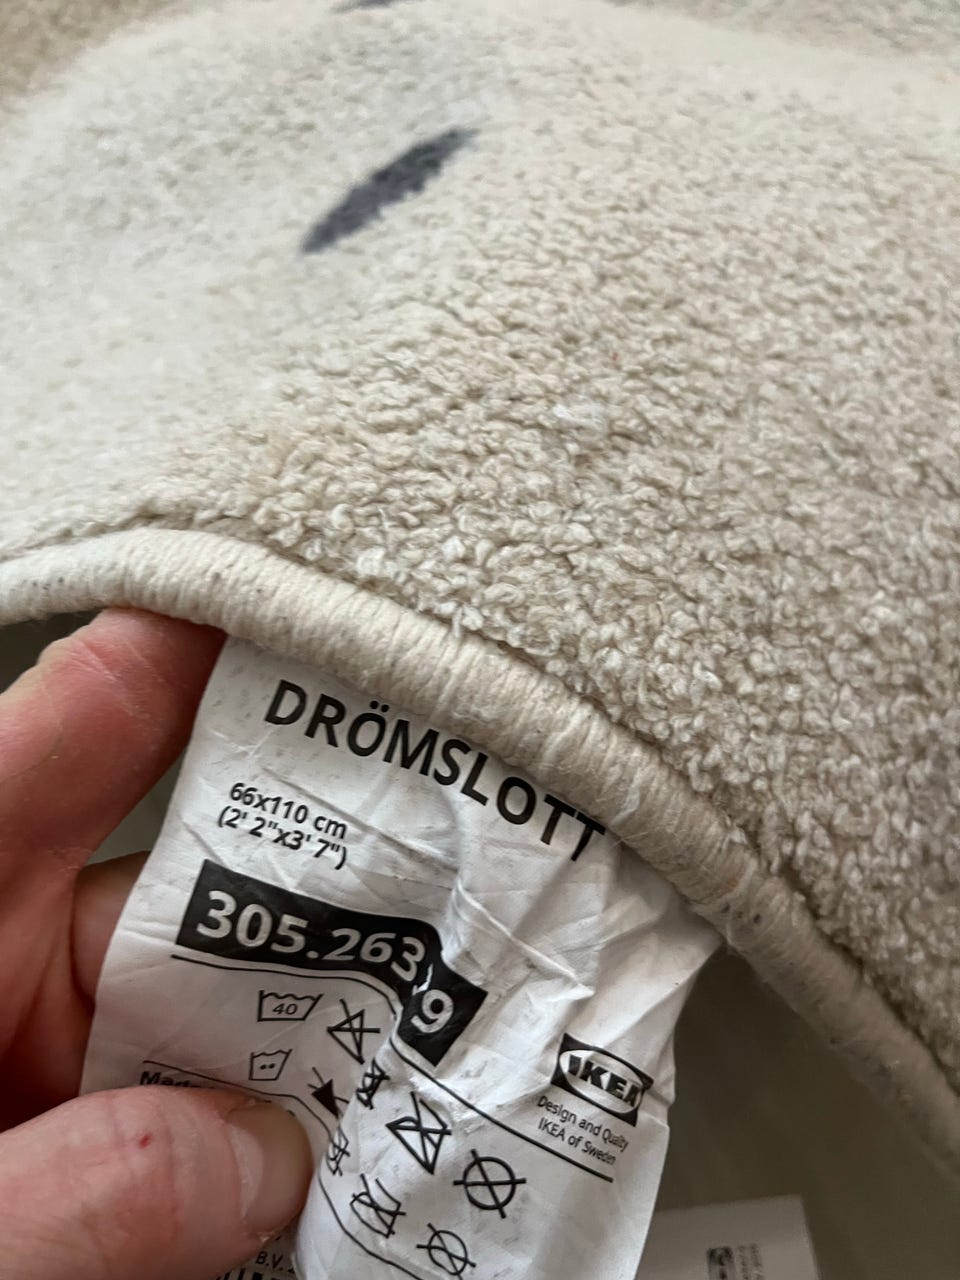 DRÖMSLOTT
66x110 cm
(2' 2"x3' 7")
305.263 9
40
IKEA
Design and Quality
IKEA of Sweden
B.V.